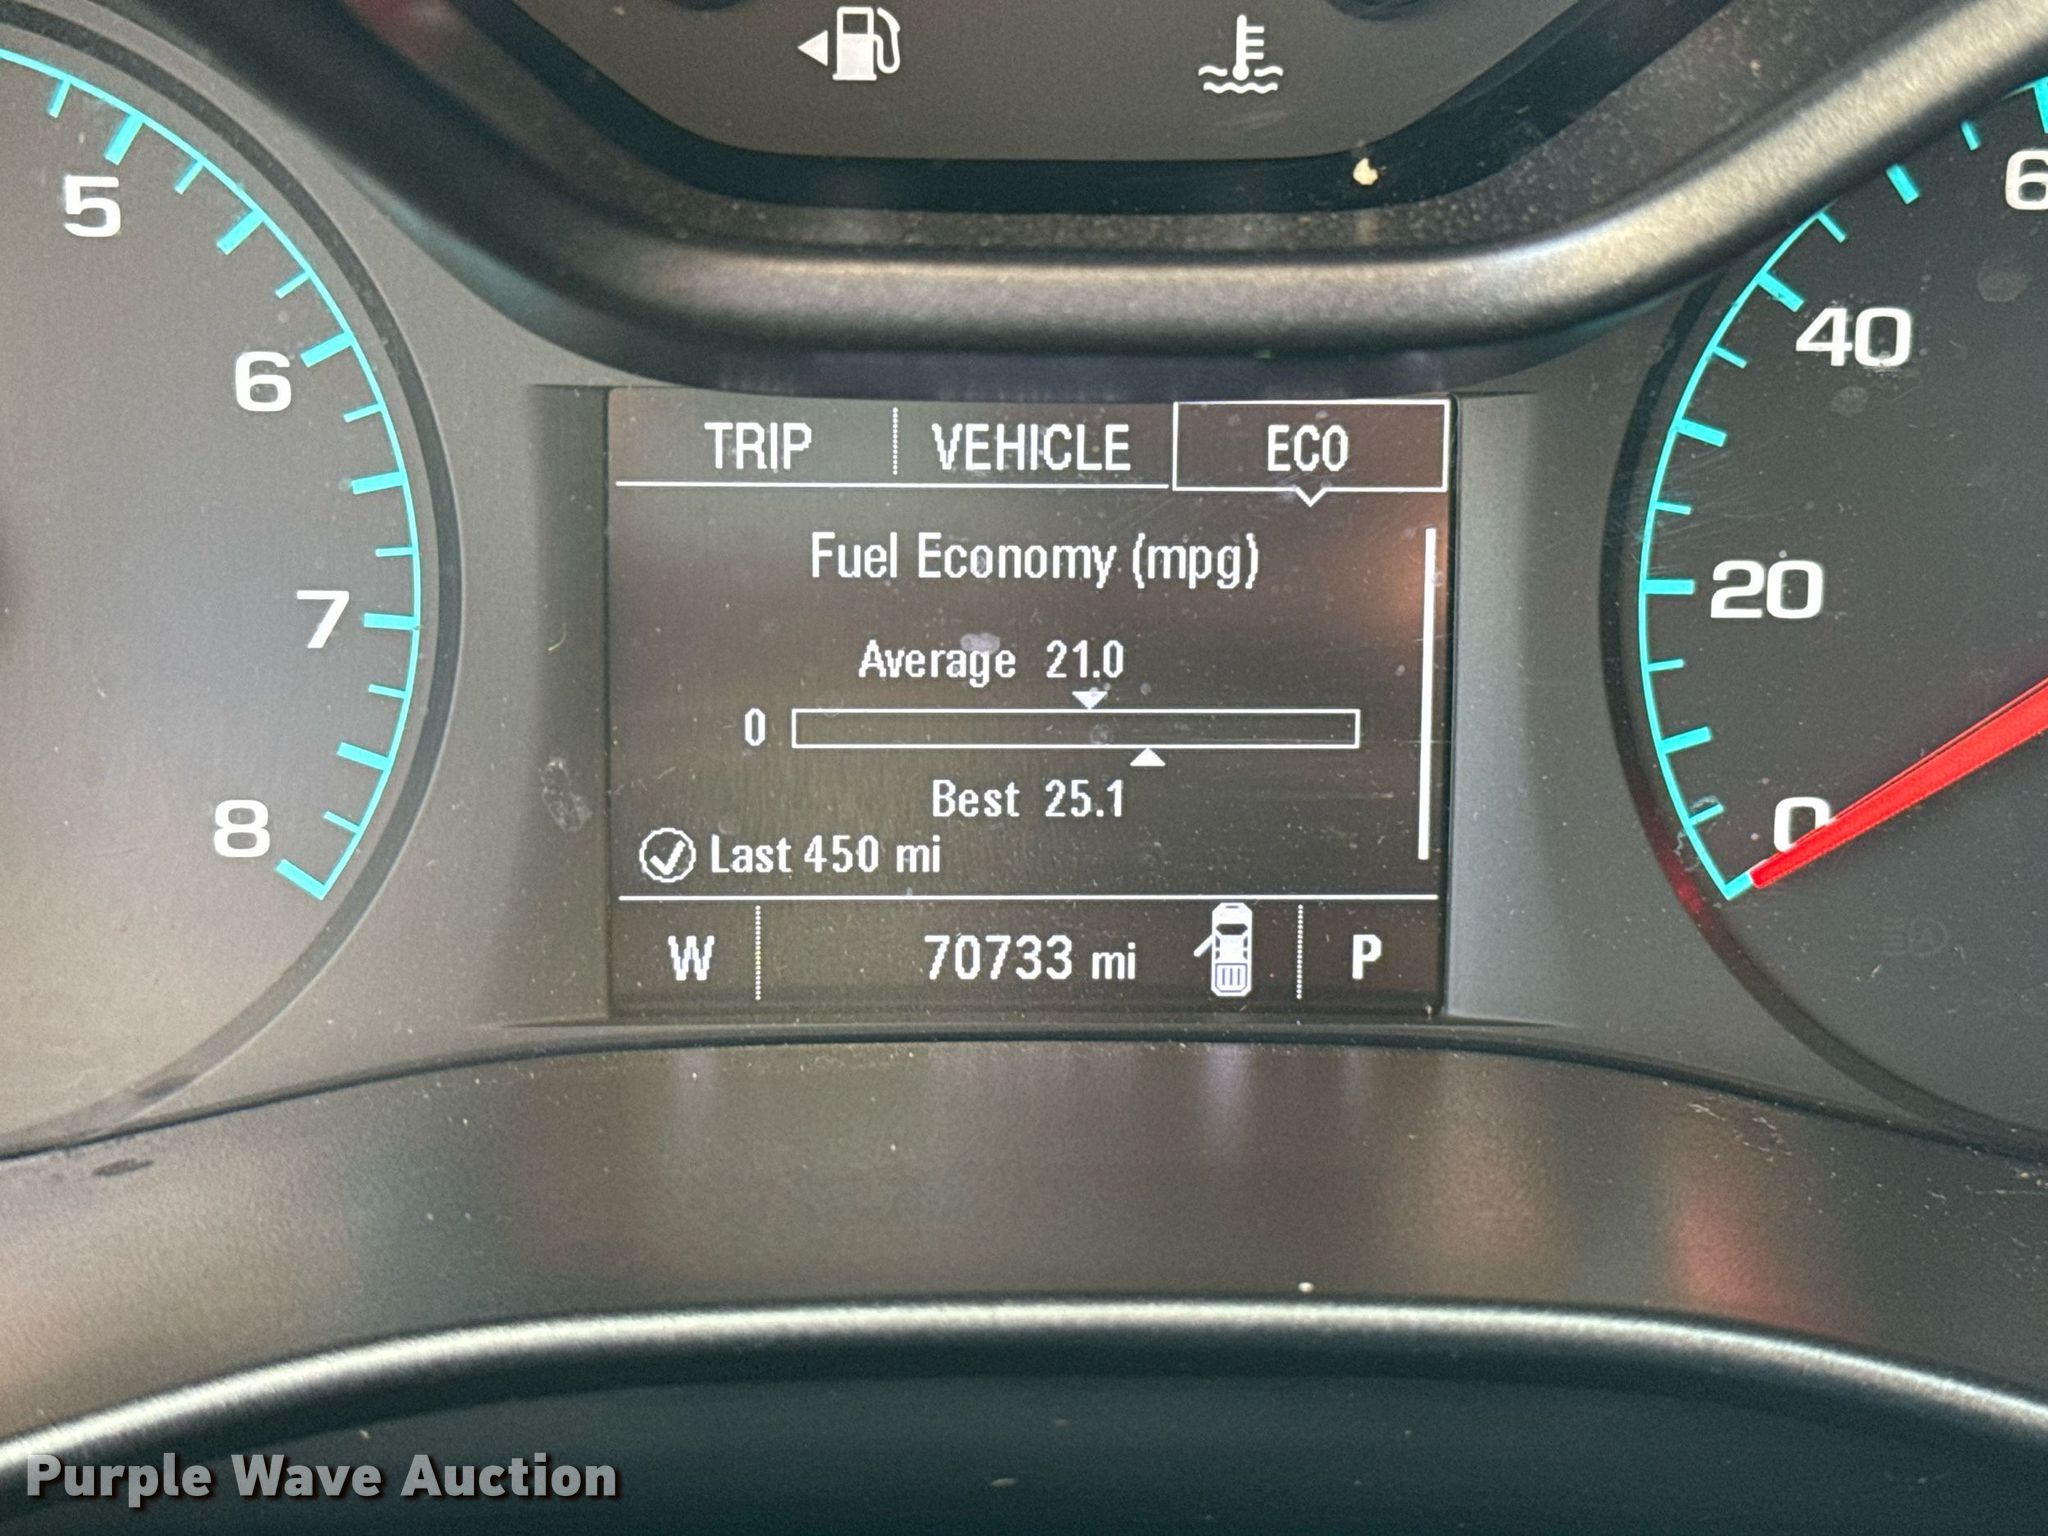 5
6
7
8
TRIP VEHICLE ECO
Fuel Economy (mpg)
Average 21.0
0
Best 25.1
Last 450 mi
W 70733 mi P
6
40
20
0
Purple Wave Auction